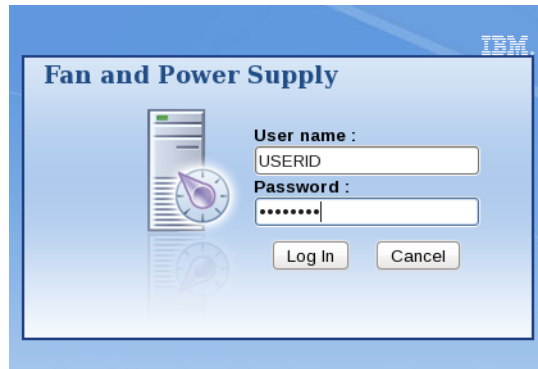 IBM.
Fan and Power Supply
User name :
USERID
Password :
••••••••
Log In
Cancel